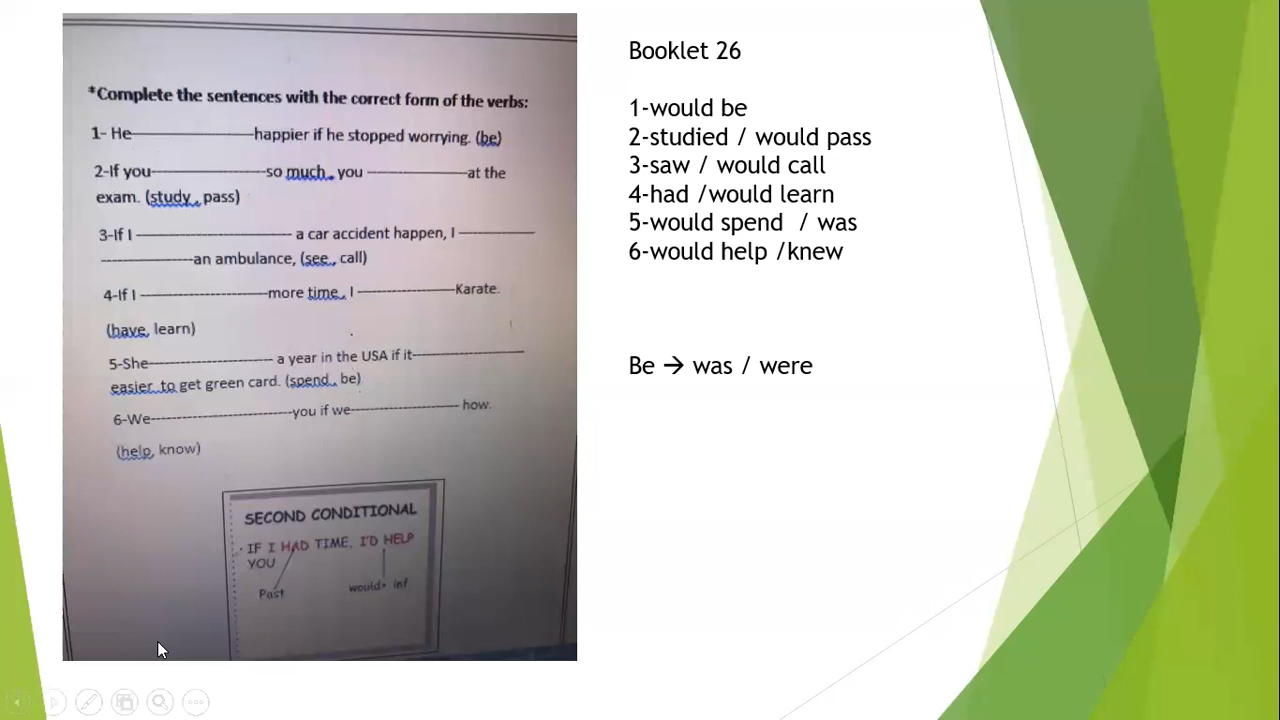 *Complete the sentences with the correct form of the verbs:
1- He--------------------happier if he stopped worrying. (be)
2-If you--------------------so much, you -----------------at the
exam. (study, pass)
3-If I -------------------------- a car accident happen, I -------------
----------------an ambulance, (see, call)
4-If I ----------------------more time, I -----------------Karate.
(have, learn)
5-She---------------------- a year in the USA if it-------------------
easier to get green card. (spend, be)
6-We------------------------you if we------------------- how.
(help, know)
SECOND CONDITIONAL
IF I HAD TIME, I'D HELP
YOU
Past would+ inf
Booklet 26
1-would be
2-studied / would pass
3-saw / would call
4-had /would learn
5-would spend / was
6-would help /knew
Be → was / were